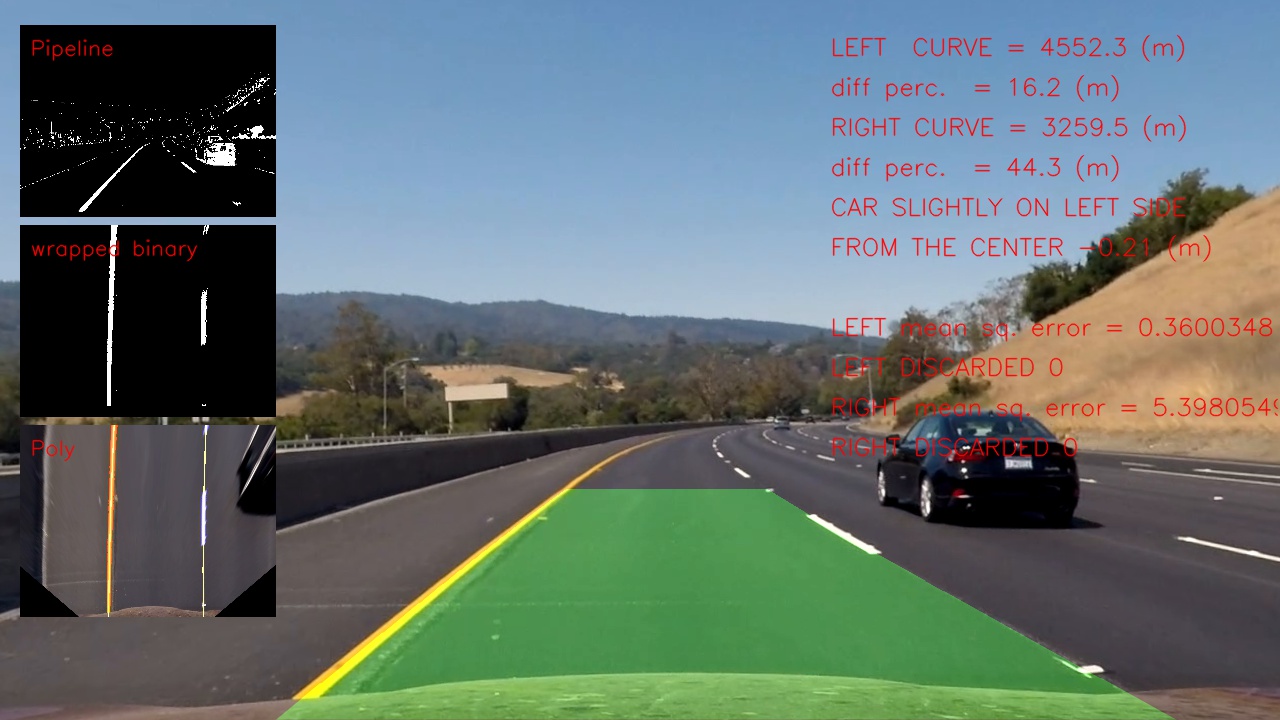 Pipeline
wrapped binary
Poly
LEFT CURVE = 4552.3 (m)
diff perc. = 16.2 (m)
RIGHT CURVE = 3259.5 (m)
diff perc. = 44.3 (m)
CAR SLIGHTLY ON LEFT SIDE
FROM THE CENTER -0.21 (m)
LEFT mean sq. error = 0.3600348
LEFT DISCARDED 0
RIGHT mean sq. error = 5.398054
RIGHT DISCARDED 0